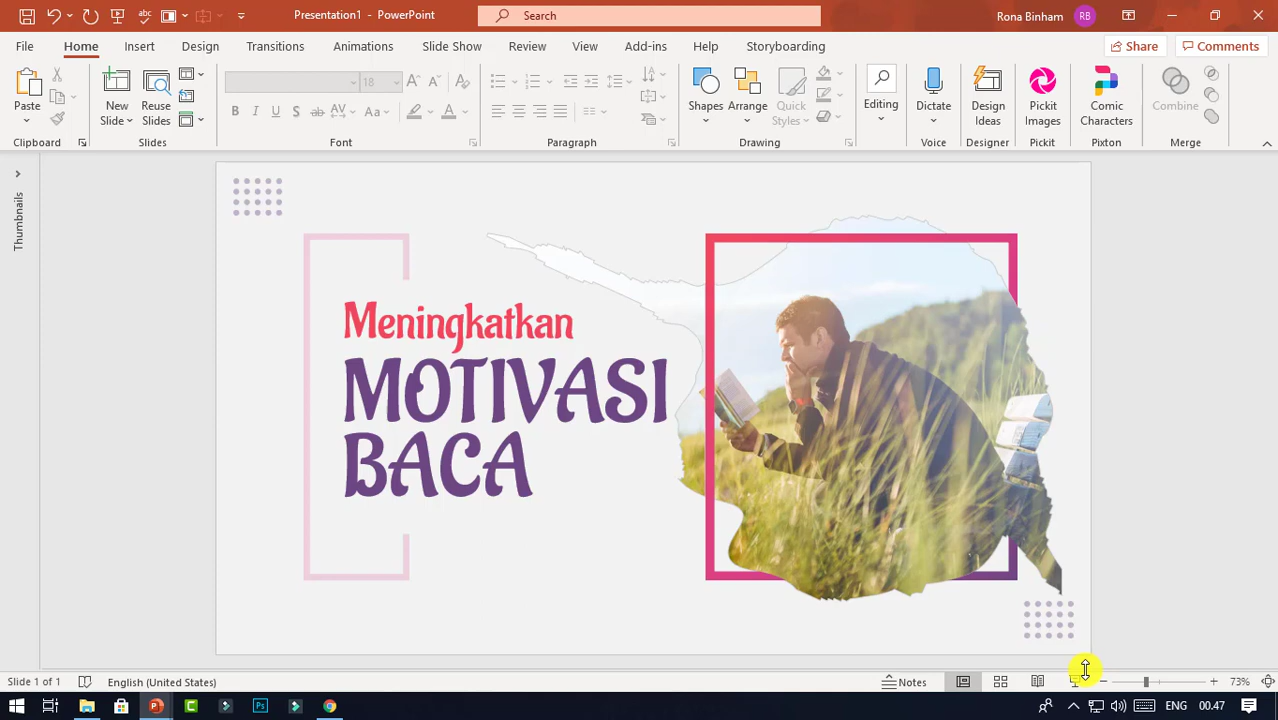 Presentation1 - PowerPoint
Search
Rona Binham
RB
File
Home
Insert
Design
Transitions
Animations
Slide Show
Review
View
Add-ins
Help
Storyboarding
Share
Comments
Paste
New
Slide
Reuse
Slides
18
Shapes
Arrange
Quick
Styles
Editing
Dictate
Design
Ideas
Pickit
Images
Comic
Characters
Combine
Clipboard
Slides
Font
Paragraph
Drawing
Voice
Designer
Pickit
Pixton
Merge
Thumbnails
Meningkatkan
MOTIVASI
BACA
Slide 1 of 1
English (United States)
Notes
73%
ENG
00.47